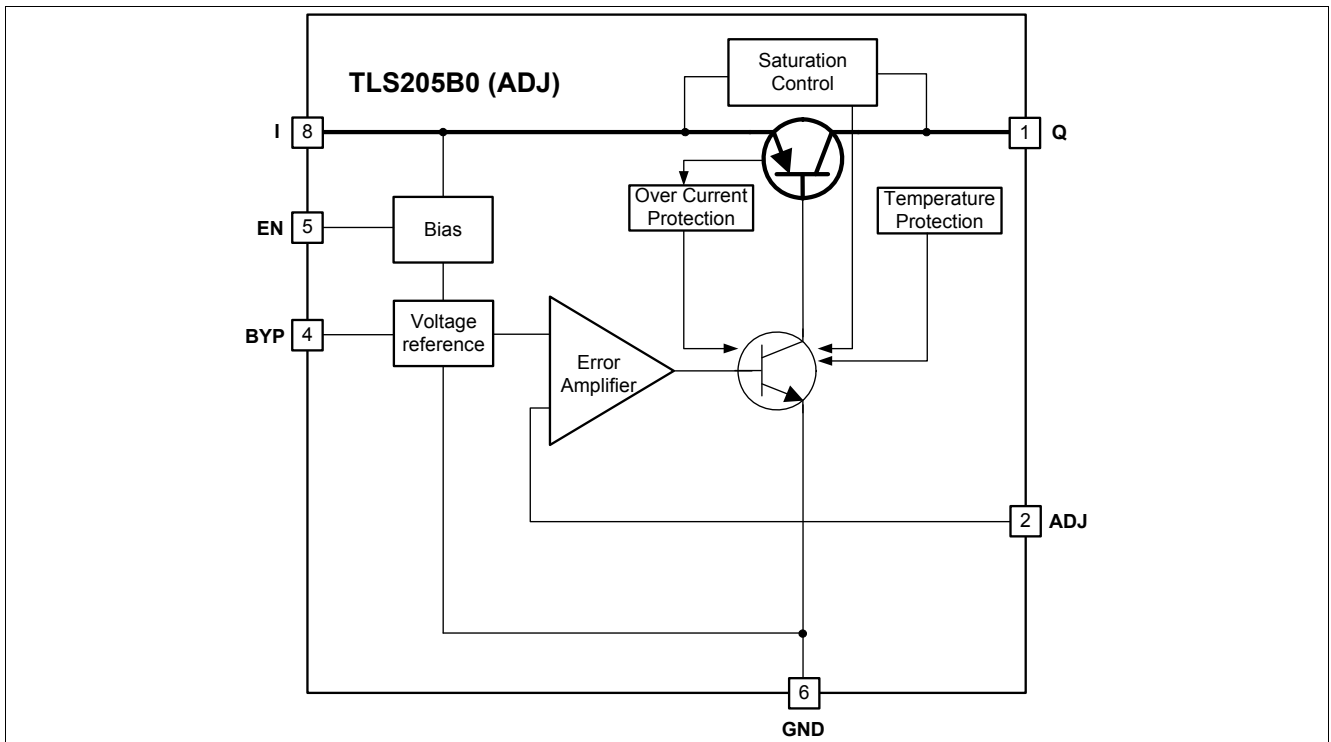 Saturation
Control
TLS205B0 (ADJ)
I
8
1
Q
Over Current
Protection
Temperature
Protection
EN
5
Bias
BYP
4
Voltage
reference
Error
Amplifier
2
ADJ
6
GND